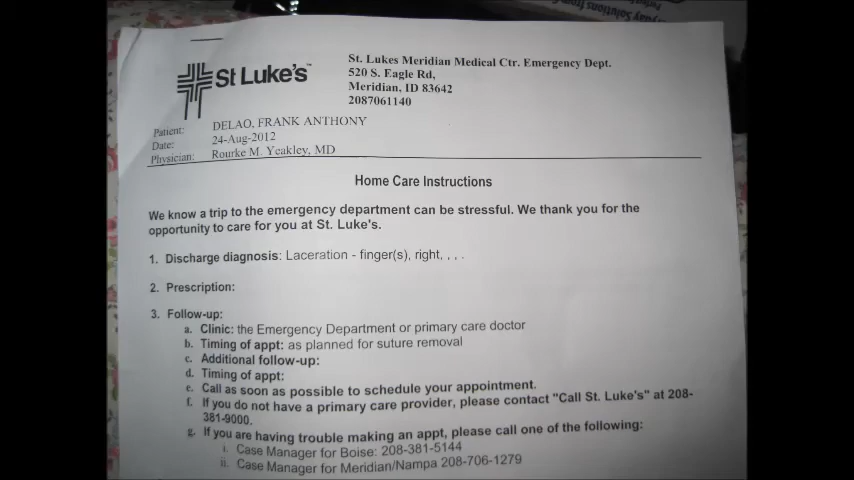 St Luke's™
St. Lukes Meridian Medical Ctr. Emergency Dept.
520 S. Eagle Rd,
Meridian, ID 83642
2087061140
Patient: DELAO, FRANK ANTHONY
Date: 24-Aug-2012
Physician: Rourke M. Yeakley, MD
Home Care Instructions
We know a trip to the emergency department can be stressful. We thank you for the
opportunity to care for you at St. Luke's.
1. Discharge diagnosis: Laceration - finger(s), right, , , .
2. Prescription:
3. Follow-up:
a. Clinic: the Emergency Department or primary care doctor
b. Timing of appt: as planned for suture removal
c. Additional follow-up:
d. Timing of appt:
e. Call as soon as possible to schedule your appointment.
f. If you do not have a primary care provider, please contact "Call St. Luke's" at 208-
381-9000.
g. If you are having trouble making an appt, please call one of the following:
i. Case Manager for Boise: 208-381-5144
ii. Case Manager for Meridian/Nampa 208-706-1279